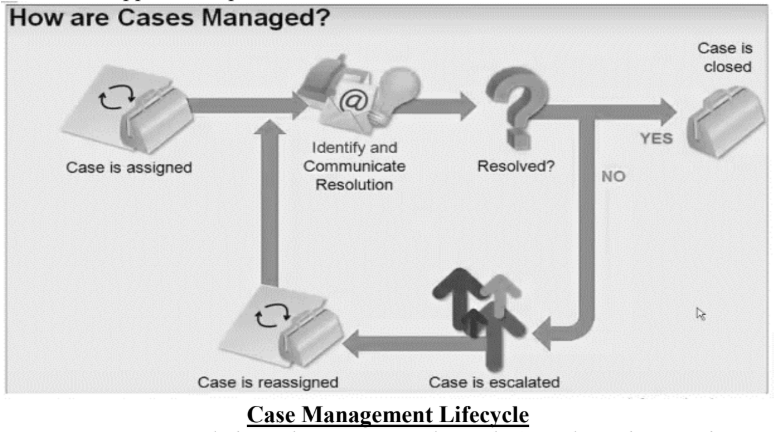 How are Cases Managed?
Case is
closed
Case is assigned
@
Identify and
Communicate
Resolution
Resolved?
YES
NO
Case is reassigned
Case is escalated
Case Management Lifecycle